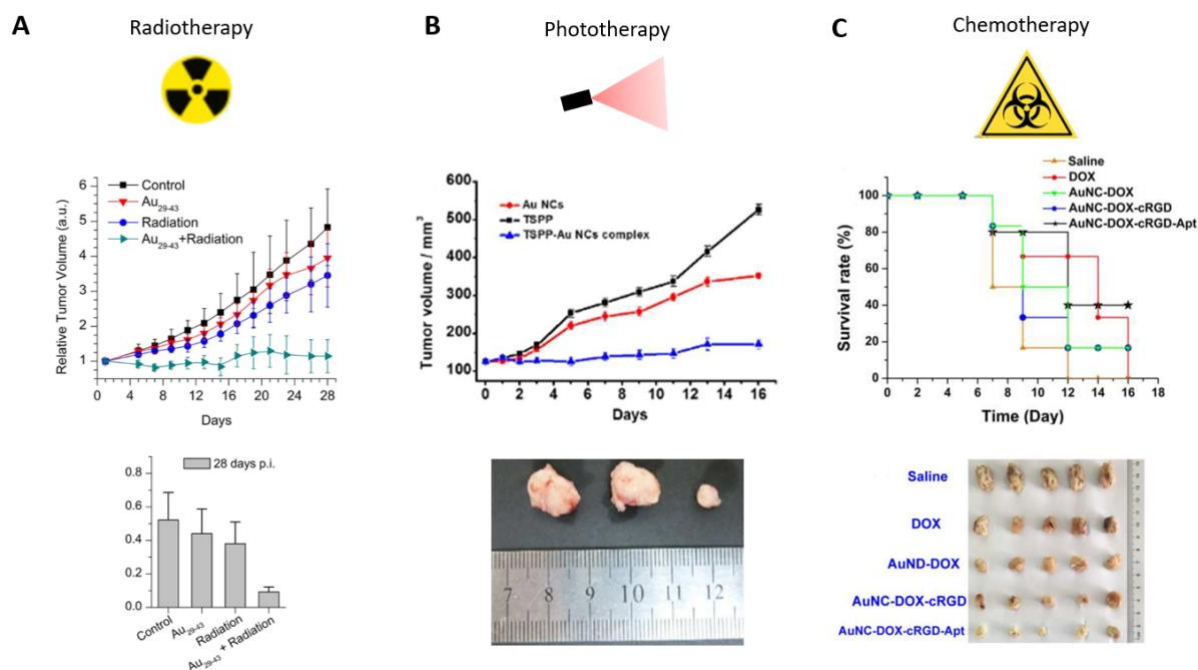 A
Radiotherapy
Relative Tumor Volume (a.u.)
6
5
4
3
2
1
0
Control
Au29-43
Radiation
Au29-43+Radiation
0 4 8 12 16 20 24 28
Days
0.8
0.6
0.4
0.2
0.0
28 days p.i.
Control
Au29-43
Radiation
Au29-43 + Radiation
B
Phototherapy
Tumor volume / mm3
600
500
400
300
200
100
Au NCs
TSPP
TSPP-Au NCs complex
0 2 4 6 8 10 12 14 16
Days
7 8 9 10 11 12
C
Chemotherapy
Saline
DOX
AuNC-DOX
AuNC-DOX-cRGD
AuNC-DOX-cRGD-Apt
Survival rate (%)
100
80
60
40
20
0
0 2 4 6 8 10 12 14 16 18
Time (Day)
Saline
DOX
AuND-DOX
AuNC-DOX-cRGD
AuNC-DOX-cRGD-Apt